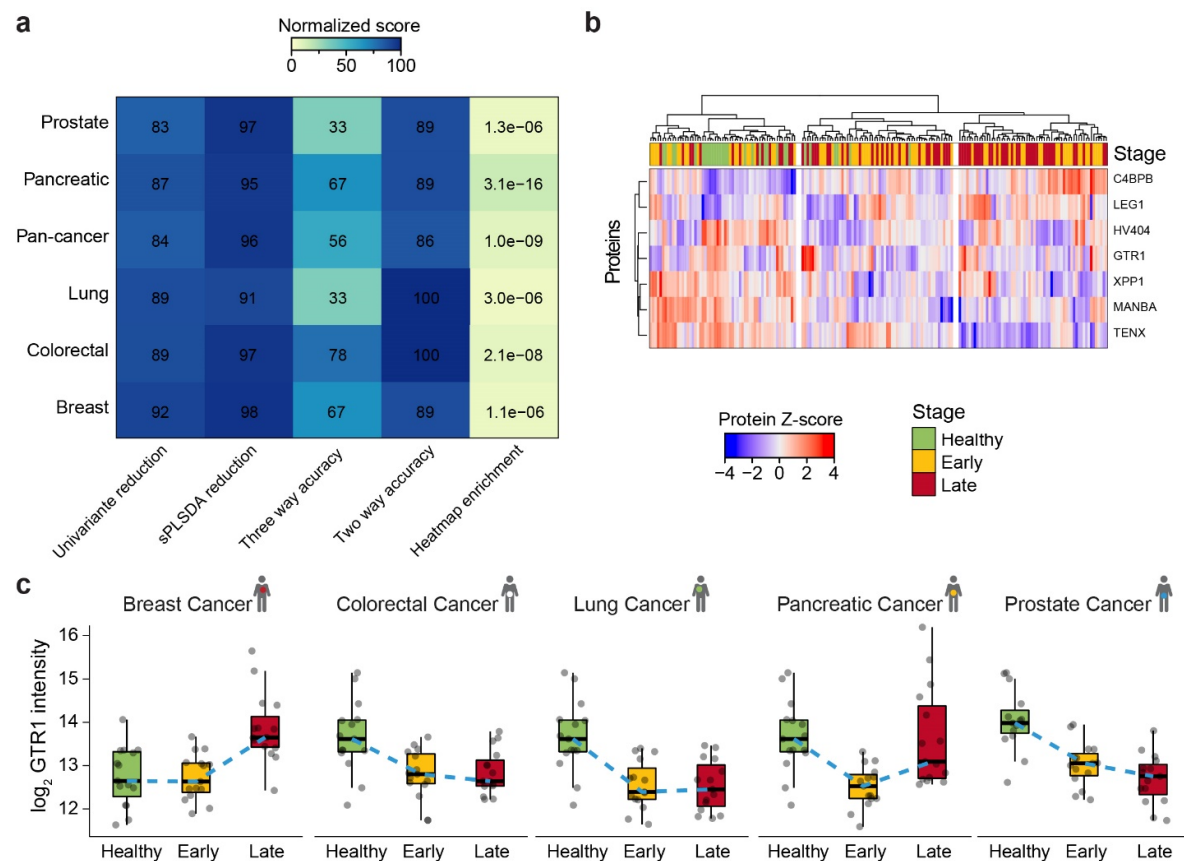 a
Normalized score
0 50 100
Prostate 83 97 33 89 1.3e−06
Pancreatic 87 95 67 89 3.1e−16
Pan-cancer 84 96 56 86 1.0e−09
Lung 89 91 33 100 3.0e−06
Colorectal 89 97 78 100 2.1e−08
Breast 92 98 67 89 1.1e−06
Univariante reduction
sPLSDA reduction
Three way acuracy
Two way accuracy
Heatmap enrichment
b
Stage
C4BPB
LEG1
HV404
GTR1
XPP1
MANBA
TENX
Proteins
Protein Z-score
−4 −2 0 2 4
Stage
Healthy
Early
Late
c
Breast Cancer Colorectal Cancer Lung Cancer Pancreatic Cancer Prostate Cancer
log₂ GTR1 intensity
16
15
14
13
12
Healthy Early Late Healthy Early Late Healthy Early Late Healthy Early Late Healthy Early Late